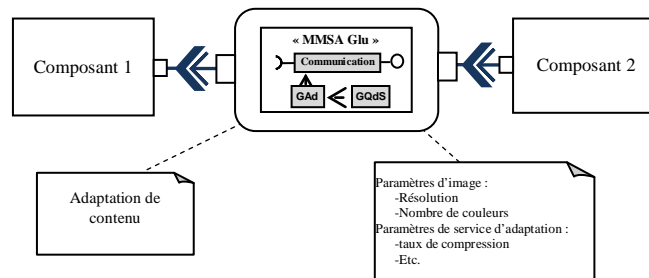 « MMSA Glu »
Composant 1
Communication
Composant 2
GAd
GQdS
Adaptation de
contenu
Paramètres d'image :
-Résolution
-Nombre de couleurs
Paramètres de service d'adaptation :
-taux de compression
-Etc.